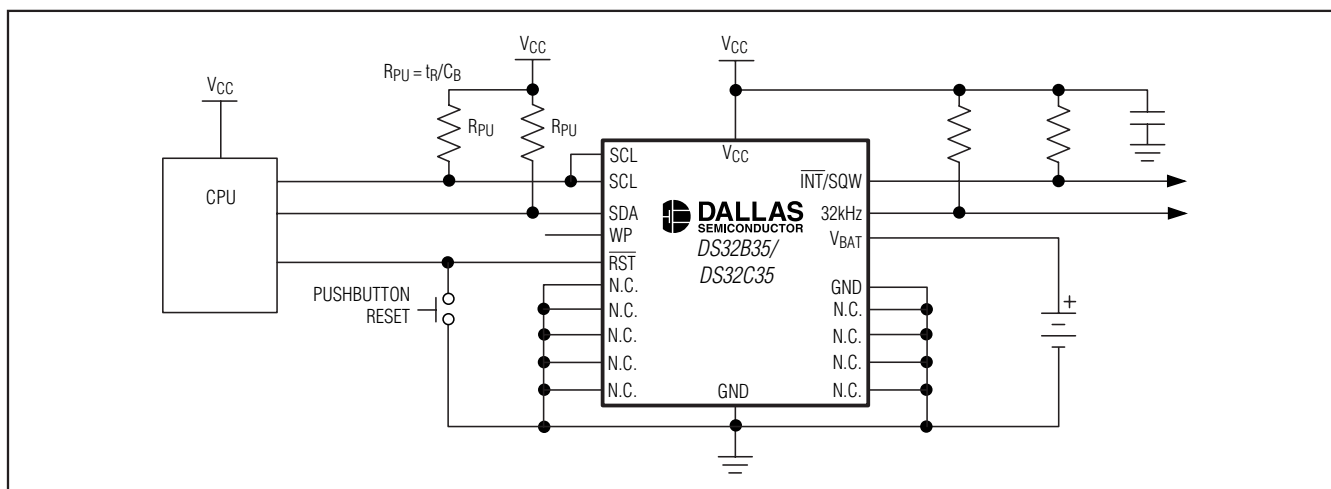 VCC
VCC
RPU = tR/CB
VCC
RPU
RPU
CPU
PUSHBUTTON
RESET
SCL
SCL
SDA
WP
RST
N.C.
N.C.
N.C.
N.C.
N.C.
VCC
DALLAS
SEMICONDUCTOR
DS32B35/
DS32C35
GND
INT/SQW
32kHz
VBAT
GND
N.C.
N.C.
N.C.
N.C.
+